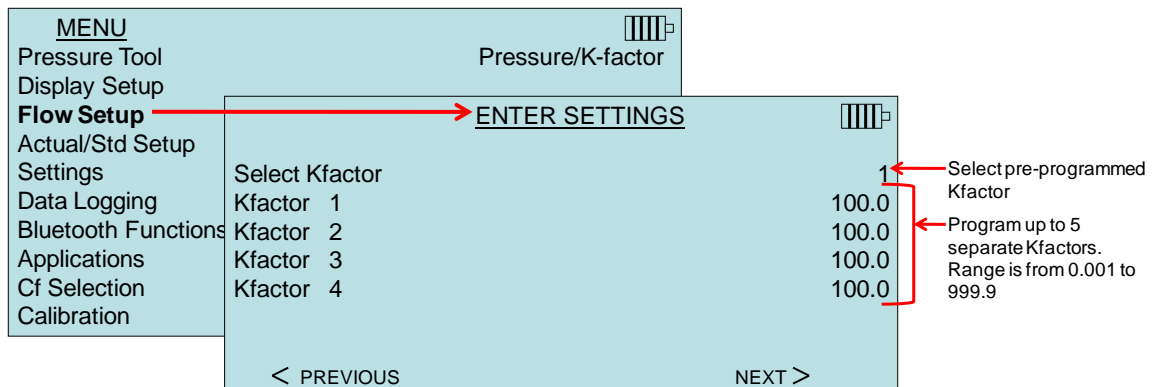 MENU
Pressure Tool Pressure/K-factor
Display Setup
Flow Setup
Actual/Std Setup
Settings
Data Logging
Bluetooth Functions
Applications
Cf Selection
Calibration
ENTER SETTINGS
Select Kfactor 1
Kfactor 1 100.0
Kfactor 2 100.0
Kfactor 3 100.0
Kfactor 4 100.0
< PREVIOUS NEXT >
Select pre-programmed
Kfactor
Program up to 5
separate Kfactors.
Range is from 0.001 to
999.9